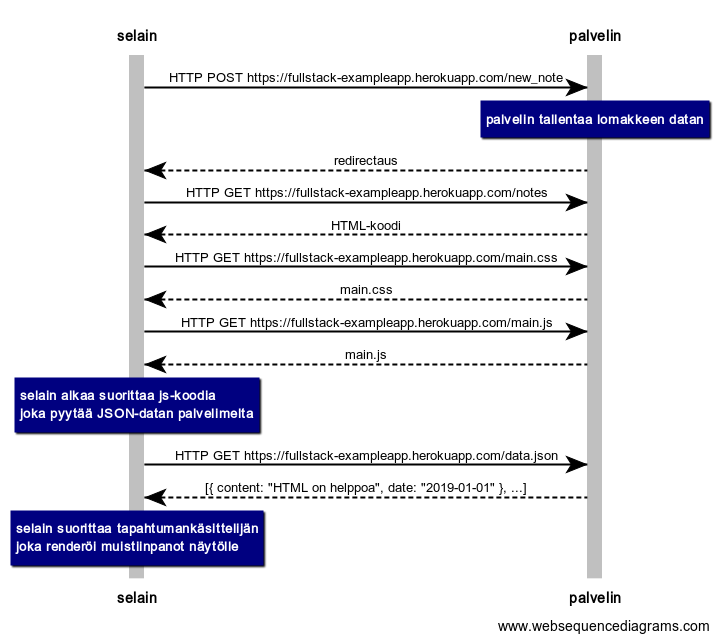 selain palvelin
HTTP POST https://fullstack-exampleapp.herokuapp.com/new_note
palvelin tallentaa lomakkeen datan
redirectaus
HTTP GET https://fullstack-exampleapp.herokuapp.com/notes
HTML-koodi
HTTP GET https://fullstack-exampleapp.herokuapp.com/main.css
main.css
HTTP GET https://fullstack-exampleapp.herokuapp.com/main.js
main.js
selain alkaa suorittaa js-koodia
joka pyytää JSON-datan palvelimelta
HTTP GET https://fullstack-exampleapp.herokuapp.com/data.json
[{ content: "HTML on helppoa", date: "2019-01-01" }, ...]
selain suorittaa tapahtumankäsittelijän
joka renderöi muistiinpanot näytölle
selain palvelin
www.websequencediagrams.com